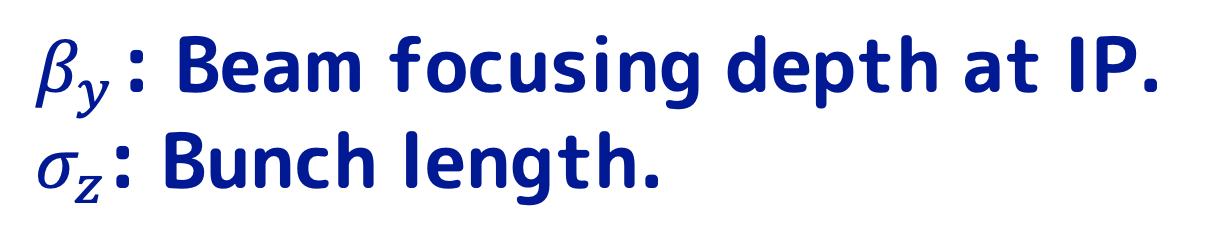 β_y: Beam focusing depth at IP.
σ_z: Bunch length.